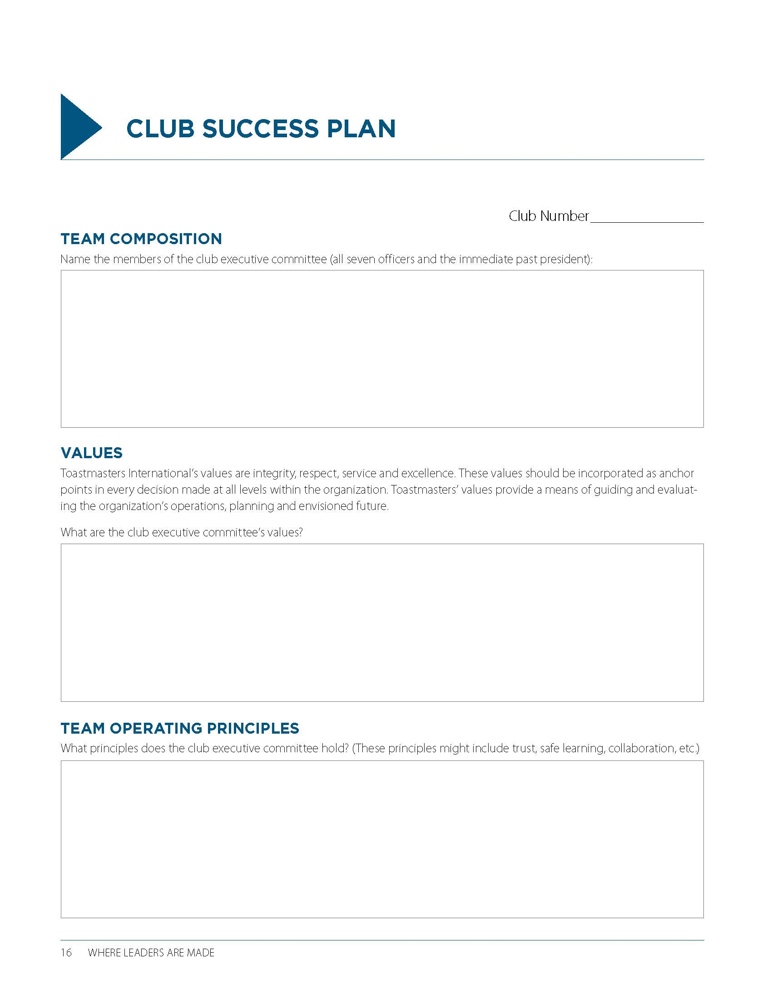 CLUB SUCCESS PLAN
Club Number
TEAM COMPOSITION
Name the members of the club executive committee (all seven officers and the immediate past president):
VALUES
Toastmasters International’s values are integrity, respect, service and excellence. These values should be incorporated as anchor
points in every decision made at all levels within the organization. Toastmasters’ values provide a means of guiding and evaluat-
ing the organization’s operations, planning and envisioned future.
What are the club executive committee’s values?
TEAM OPERATING PRINCIPLES
What principles does the club executive committee hold? (These principles might include trust, safe learning, collaboration, etc.)
16 WHERE LEADERS ARE MADE